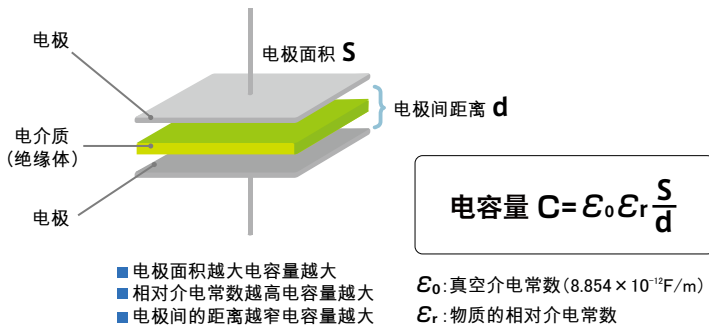 电极
电极面积 S
电极间距离 d
电介质
(绝缘体)
电极
电容量 C=ε0εr S/d
■电极面积越大电容量越大
■相对介电常数越高电容量越大
■电极间的距离越窄电容量越大
ε0:真空介电常数(8.854×10⁻¹²F/m)
εr:物质的相对介电常数